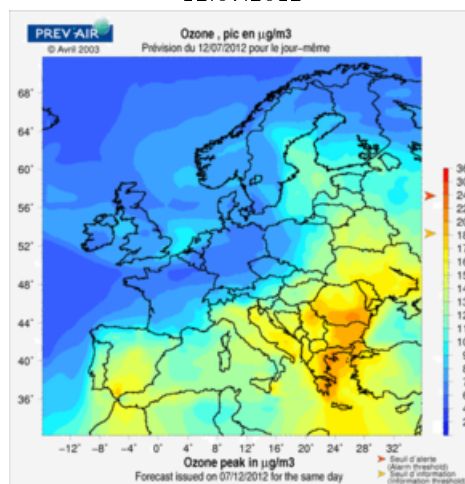 PREV'AIR
© Avril 2003
Ozone , pic en µg/m3
Prévision du 12/07/2012 pour le jour-même
68°
64°
60°
56°
52°
48°
44°
40°
36°
-12° -8° -4° 0° 4° 8° 12° 16° 20° 24° 28° 32°
Ozone peak in µg/m3
Forecast issued on 07/12/2012 for the same day
Seuil d'alerte
(Alarm threshold)
Seuil d'information
(Information threshold)